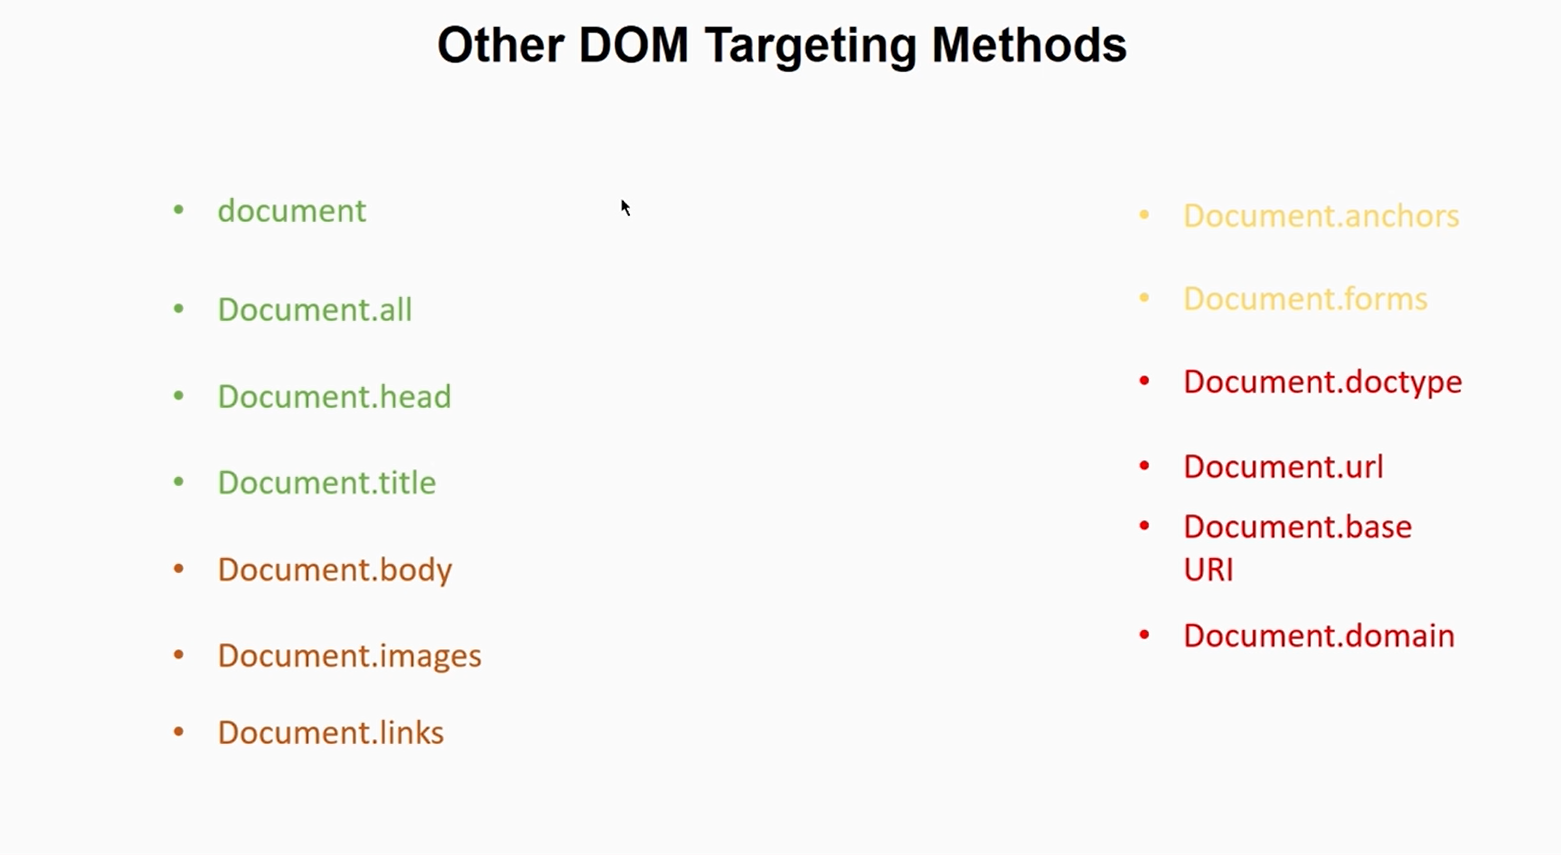 Other DOM Targeting Methods
• document
• Document.all
• Document.head
• Document.title
• Document.body
• Document.images
• Document.links
• Document.anchors
• Document.forms
• Document.doctype
• Document.url
• Document.base
URI
• Document.domain